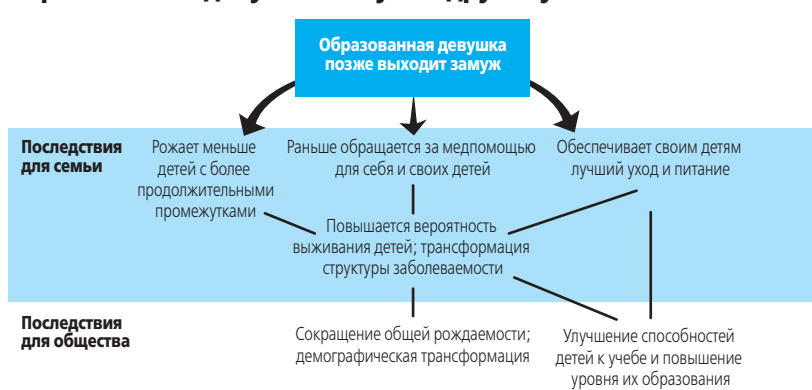 Образованная девушка
позже выходит замуж
Последствия
для семьи
Рожает меньше
детей с более
продолжительными
промежутками
Раньше обращается за медпомощью
для себя и своих детей
Обеспечивает своим детям
лучший уход и питание
Повышается вероятность
выживания детей; трансформация
структуры заболеваемости
Последствия
для общества
Сокращение общей рождаемости;
демографическая трансформация
Улучшение способностей
детей к учебе и повышение
уровня их образования